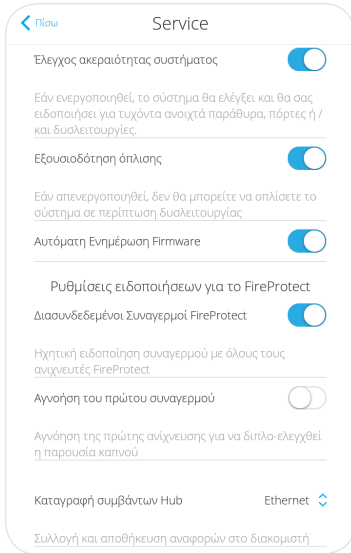 Πίσω
Service
Έλεγχος ακεραιότητας συστήματος
Εάν ενεργοποιηθεί, το σύστημα θα ελέγξει και θα σας
ειδοποιήσει για τυχόντα ανοιχτά παράθυρα, πόρτες ή /
και δυσλειτουργίες.
Εξουσιοδότηση όπλισης
Εάν απενεργοποιηθεί, δεν θα μπορείτε να οπλίσετε το
σύστημα σε περίπτωση δυσλειτουργίας
Αυτόματη Ενημέρωση Firmware
Ρυθμίσεις ειδοποιήσεων για το FireProtect
Διασυνδεδεμένοι Συναγερμοί FireProtect
Ηχητική ειδοποίηση συναγερμού με όλους τους
ανιχνευτές FireProtect
Αγνοήση του πρώτου συναγερμού
Αγνόηση της πρώτης ανίχνευσης για να διπλο-ελεγχθεί
η παρουσία καπνού
Καταγραφή συμβάντων Hub Ethernet
Συλλογή και αποθήκευση αναφορών στο διακομιστή